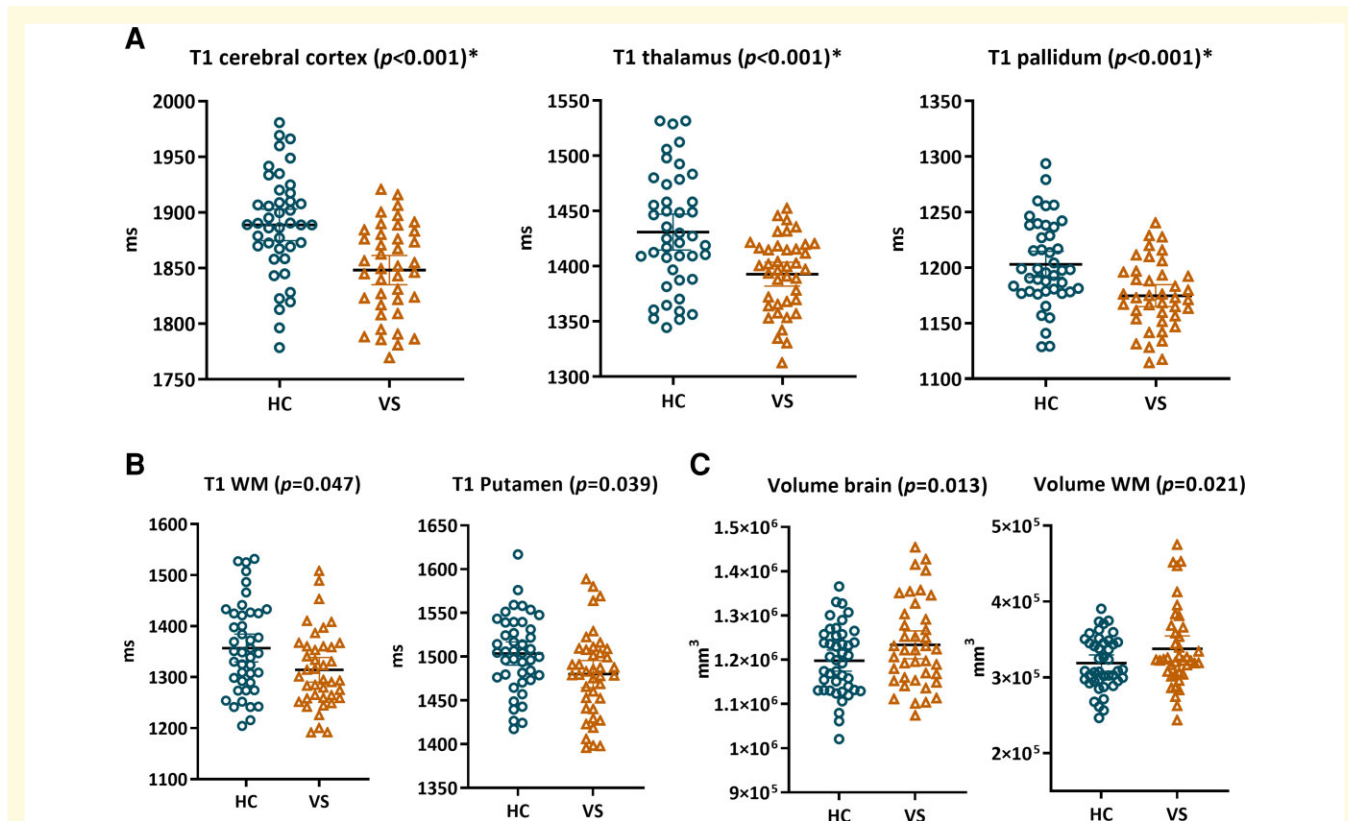 A
T1 cerebral cortex (p<0.001)*
T1 thalamus (p<0.001)*
T1 pallidum (p<0.001)*
2000
1950
1900
1850
1800
1750
ms
HC
VS
1550
1500
1450
1400
1350
1300
ms
HC
VS
1350
1300
1250
1200
1150
1100
ms
HC
VS
B
C
T1 WM (p=0.047)
T1 Putamen (p=0.039)
Volume brain (p=0.013)
Volume WM (p=0.021)
1600
1500
1400
1300
1200
1100
ms
HC
VS
1650
1600
1550
1500
1450
1400
1350
ms
HC
VS
1.5×10⁶
1.4×10⁶
1.3×10⁶
1.2×10⁶
1.1×10⁶
1×10⁶
9×10⁵
mm³
HC
VS
5×10⁵
4×10⁵
3×10⁵
2×10⁵
mm³
HC
VS